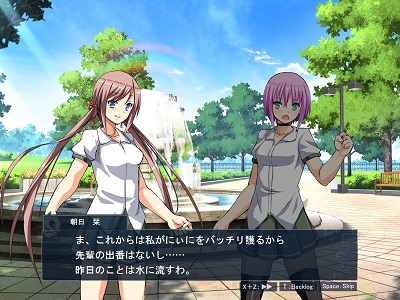 朝日 菜
ま、これからは私がにぃにをバッチリ護るから
先輩の出番はないし……
昨日のことは水に流すわ。
X+Z:▶▶ ↑:Backlog Space:Skip